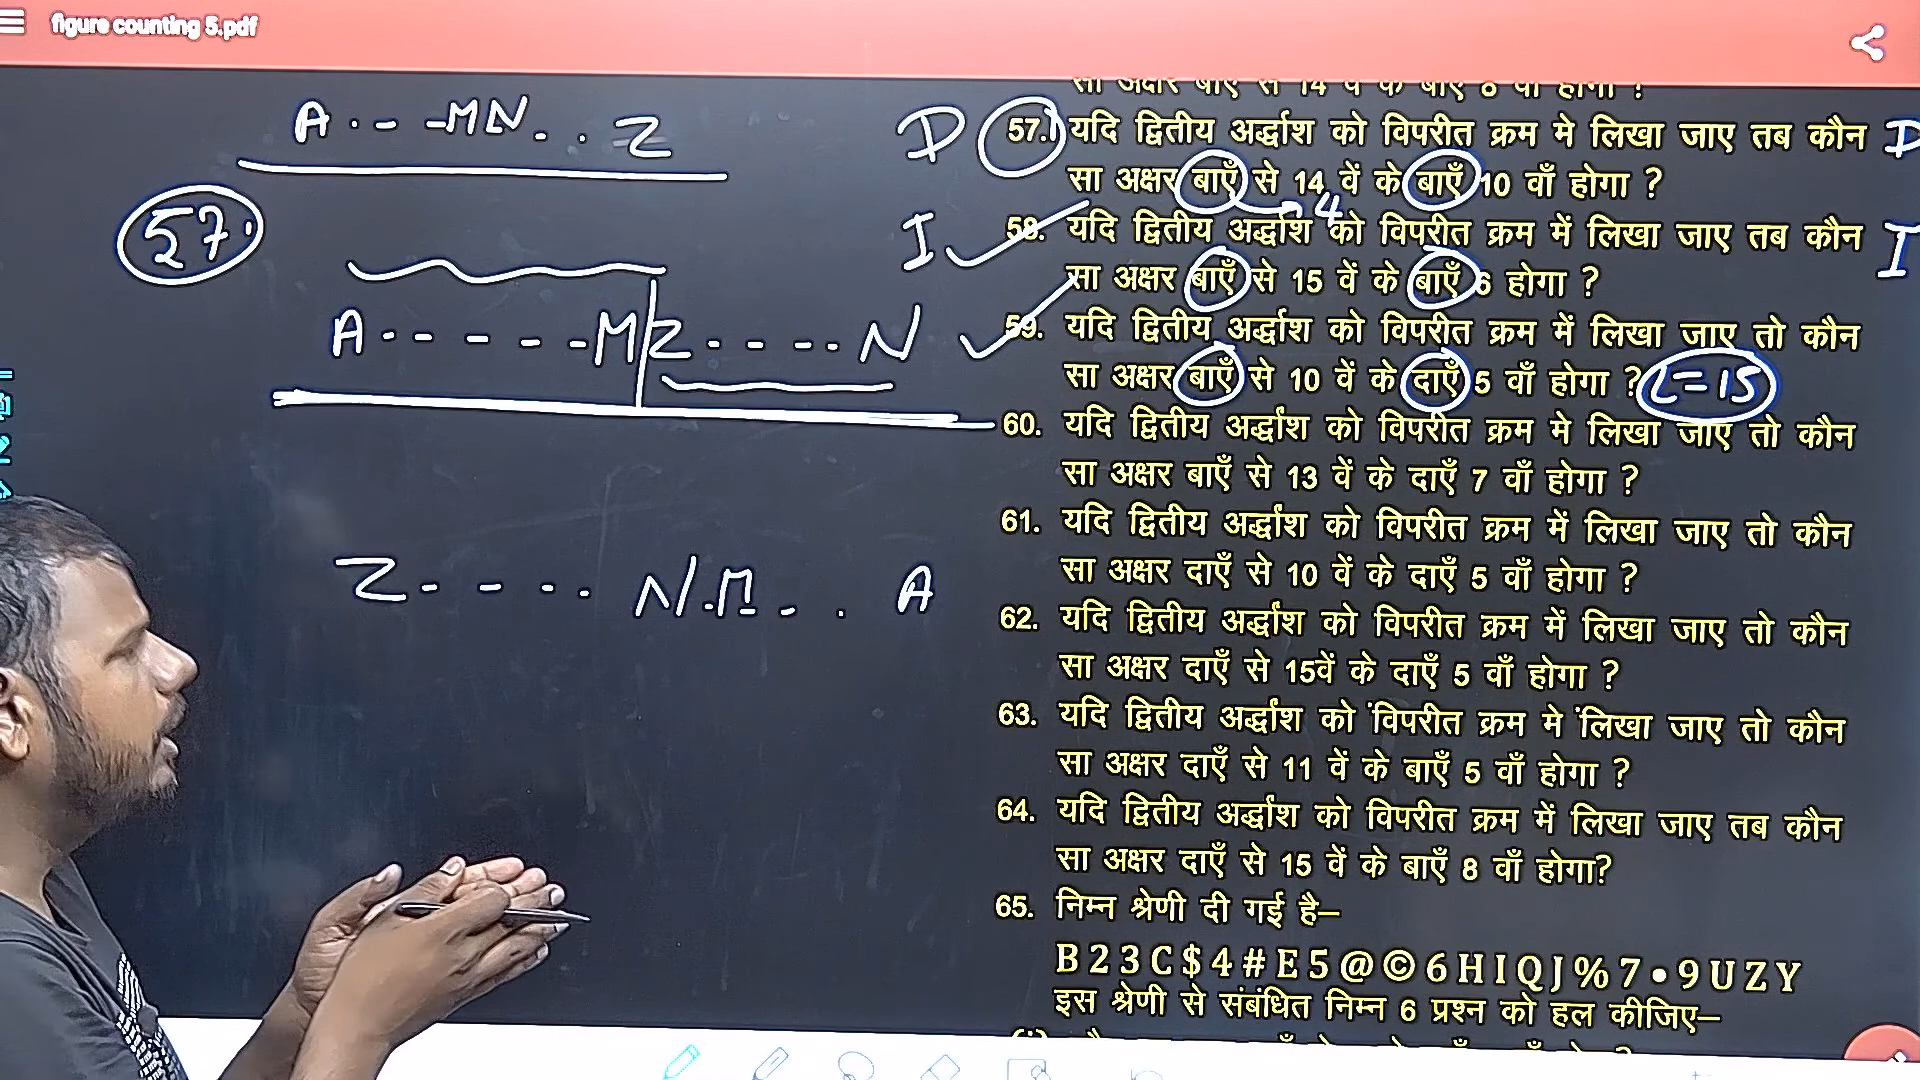 figure counting 5.pdf
सा अक्षर बाएँ से 14 वें के बाएँ 8 वाँ होगा ?
A . - - MN . . . Z
D 57. यदि द्वितीय अर्द्धाश को विपरीत क्रम मे लिखा जाए तब कौन D
सा अक्षर बाएँ से 14 वें के बाएँ 10 वाँ होगा ?
4
57.
I 58. यदि द्वितीय अर्द्धाश को विपरीत क्रम में लिखा जाए तब कौन I
सा अक्षर बाएँ से 15 वें के बाएँ 6 होगा ?
A - - - - - - M Z - - - - - N
59. यदि द्वितीय अर्द्धाश को विपरीत क्रम में लिखा जाए तो कौन
सा अक्षर बाएँ से 10 वें के दाएँ 5 वाँ होगा ? L=15
60. यदि द्वितीय अर्द्धांश को विपरीत क्रम मे लिखा जाए तो कौन
सा अक्षर बाएँ से 13 वें के दाएँ 7 वाँ होगा ?
61. यदि द्वितीय अर्द्धांश को विपरीत क्रम में लिखा जाए तो कौन
सा अक्षर दाएँ से 10 वें के दाएँ 5 वाँ होगा ?
Z - - - - N M - - . A
62. यदि द्वितीय अर्द्धांश को विपरीत क्रम में लिखा जाए तो कौन
सा अक्षर दाएँ से 15वें के दाएँ 5 वाँ होगा ?
63. यदि द्वितीय अर्द्धांश को विपरीत क्रम मे लिखा जाए तो कौन
सा अक्षर दाएँ से 11 वें के बाएँ 5 वाँ होगा ?
64. यदि द्वितीय अर्द्धांश को विपरीत क्रम में लिखा जाए तब कौन
सा अक्षर दाएँ से 15 वें के बाएँ 8 वाँ होगा?
65. निम्न श्रेणी दी गई है–
B 2 3 C $ 4 # E 5 @ © 6 H I Q J % 7 • 9 U Z Y
इस श्रेणी से संबंधित निम्न 6 प्रश्न को हल कीजिए–